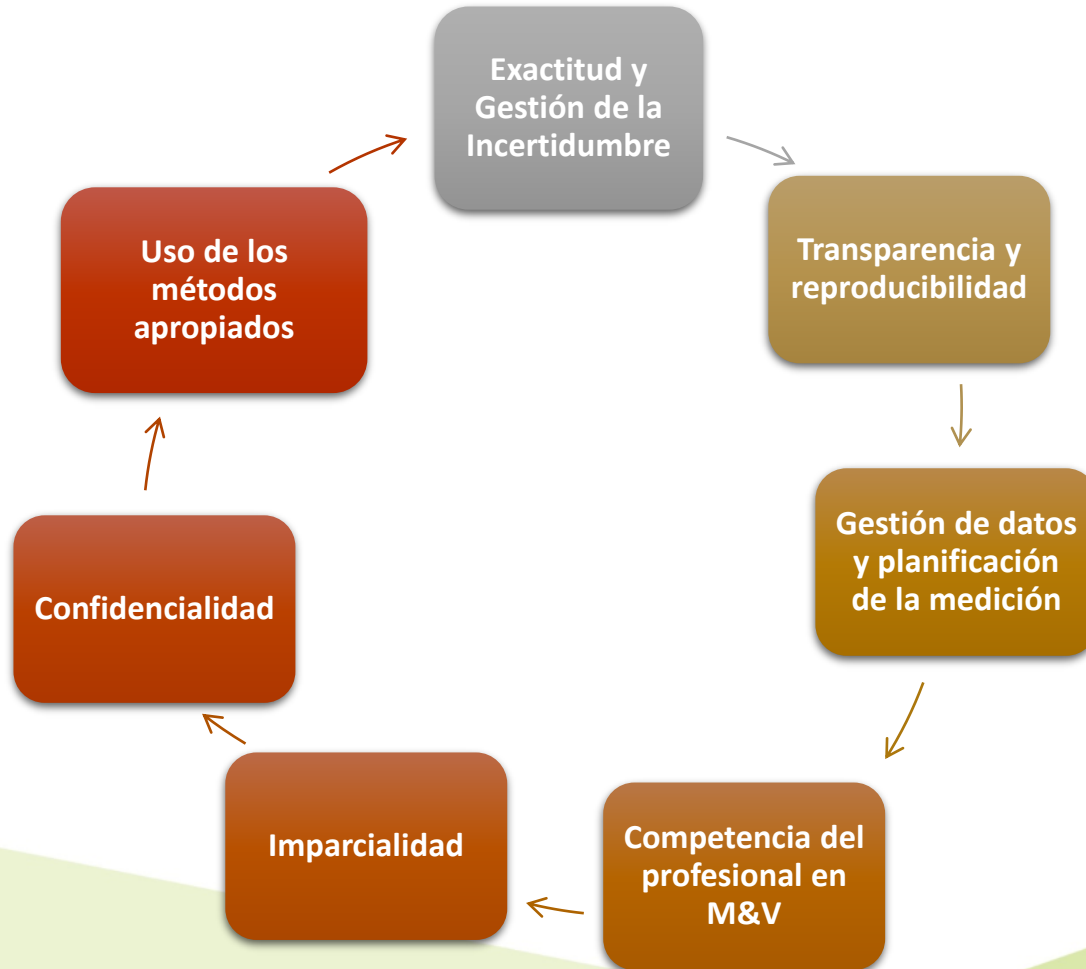 Exactitud y
Gestión de la
Incertidumbre
Transparencia y
reproducibilidad
Gestión de datos
y planificación
de la medición
Competencia del
profesional en
M&V
Imparcialidad
Confidencialidad
Uso de los
métodos
apropiados